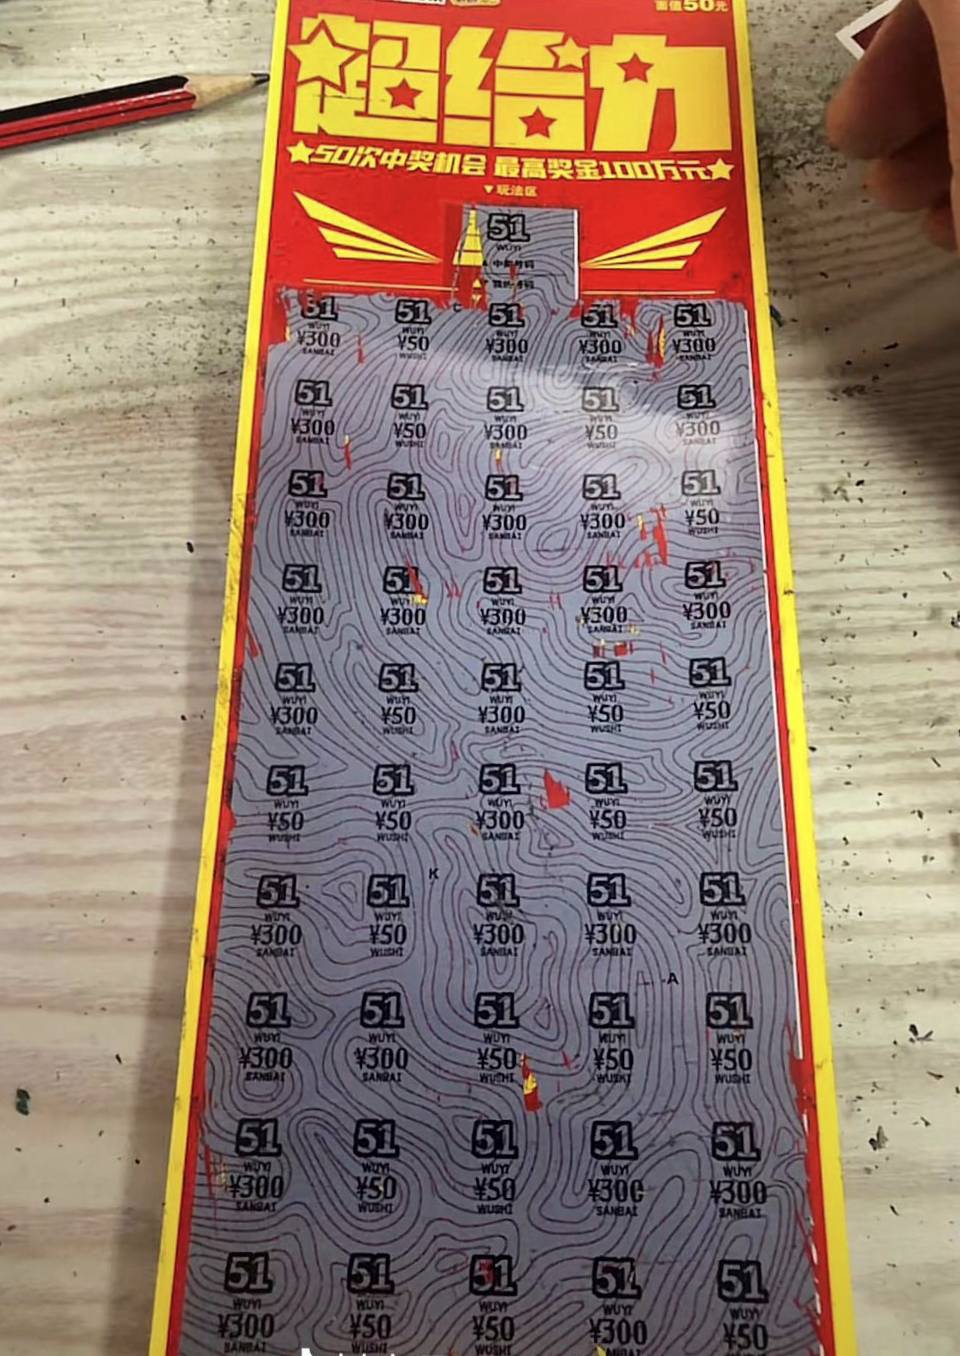 面值50元
超给力
50次中奖机会 最高奖金100万元
▼玩法区
51
WUYI
▲中奖号码
▼我的号码
51 51 51 51 51
WUYI WUYI WUYI WUYI WUYI
¥300 ¥50 ¥300 ¥300 ¥300
SANBAI WUSHI SANBAI SANBAI SANBAI
51 51 51 51 51
WUYI WUYI WUYI WUYI WUYI
¥300 ¥50 ¥300 ¥50 ¥300
SANBAI WUSHI SANBAI WUSHI SANBAI
51 51 51 51 51
WUYI WUYI WUYI WUYI WUYI
¥300 ¥300 ¥300 ¥300 ¥50
SANBAI SANBAI SANBAI SANBAI WUSHI
51 51 51 51 51
WUYI WUYI WUYI WUYI WUYI
¥300 ¥300 ¥300 ¥300 ¥300
SANBAI SANBAI SANBAI SANBAI SANBAI
51 51 51 51 51
WUYI WUYI WUYI WUYI WUYI
¥300 ¥50 ¥300 ¥50 ¥50
SANBAI WUSHI SANBAI WUSHI WUSHI
51 51 51 51 51
WUYI WUYI WUYI WUYI WUYI
¥50 ¥50 ¥300 ¥50 ¥50
WUSHI WUSHI SANBAI WUSHI WUSHI
K
51 51 51 51 51
WUYI WUYI WUYI WUYI WUYI
¥300 ¥50 ¥300 ¥300 ¥300
SANBAI WUSHI SANBAI SANBAI SANBAI
A
51 51 51 51 51
WUYI WUYI WUYI WUYI WUYI
¥300 ¥300 ¥50 ¥50 ¥50
SANBAI SANBAI WUSHI WUSHI WUSHI
51 51 51 51 51
WUYI WUYI WUYI WUYI WUYI
¥300 ¥50 ¥50 ¥300 ¥300
SANBAI WUSHI WUSHI SANBAI SANBAI
51 51 51 51 51
WUYI WUYI WUYI WUYI WUYI
¥300 ¥50 ¥50 ¥300 ¥50
SANBAI WUSHI WUSHI SANBAI WUSHI